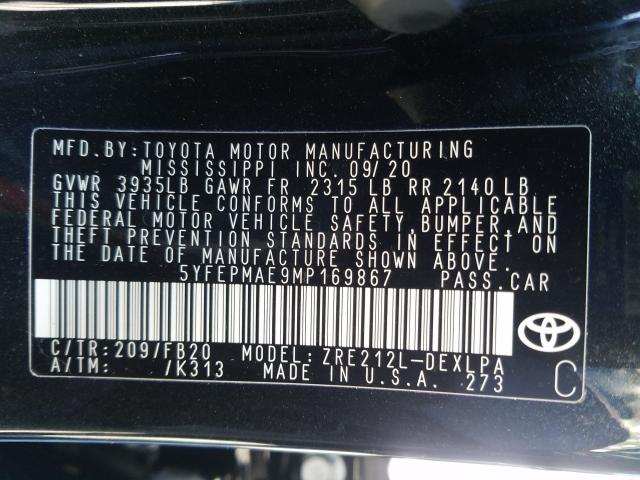 MFD.BY:TOYOTA MOTOR MANUFACTURING
MISSISSIPPI INC. 09/20
GVWR 3935LB GAWR FR 2315 LB RR 2140 LB
THIS VEHICLE CONFORMS TO ALL APPLICABLE
FEDERAL MOTOR VEHICLE SAFETY,BUMPER,AND
THEFT PREVENTION STANDARDS IN EFFECT ON
THE DATE OF MANUFACTURE SHOWN ABOVE.
5YFEPMAE9MP169867 PASS.CAR
C/TR:209/FB20 MODEL:ZRE212L-DEXLPA
A/TM: /K313 MADE IN U.S.A. 273
C